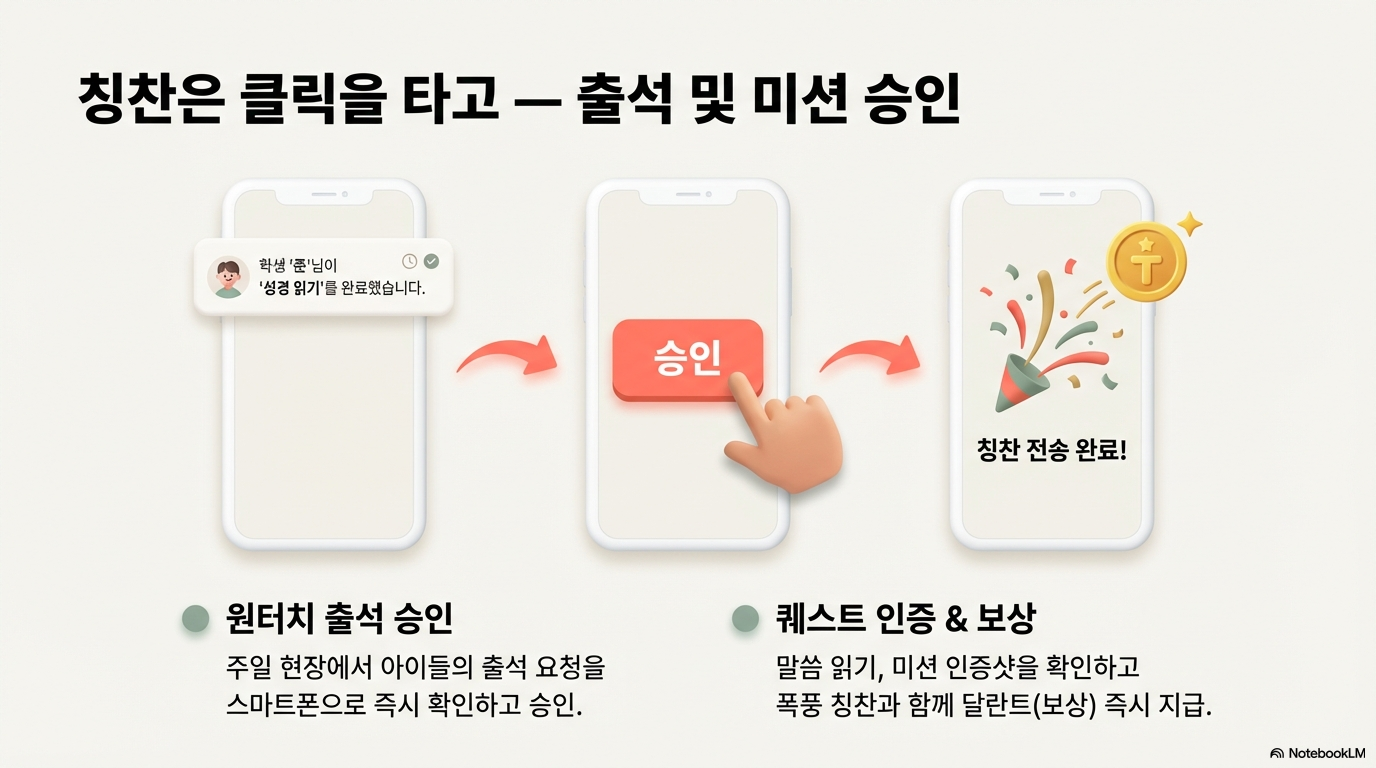 칭찬은 클릭을 타고 — 출석 및 미션 승인
학생 '준'님이
'성경 읽기'를 완료했습니다.
승인
T
칭찬 전송 완료!
원터치 출석 승인
주일 현장에서 아이들의 출석 요청을
스마트폰으로 즉시 확인하고 승인.
퀘스트 인증 & 보상
말씀 읽기, 미션 인증샷을 확인하고
폭풍 칭찬과 함께 달란트(보상) 즉시 지급.
NotebookLM